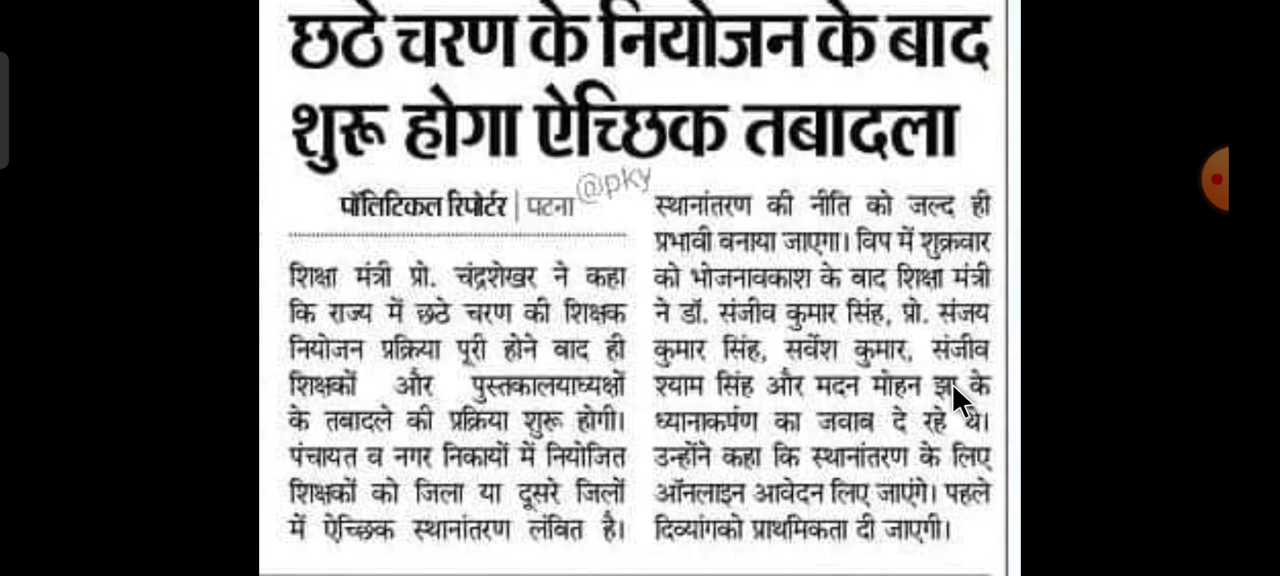 छठे चरण के नियोजन के बाद
शुरू होगा ऐच्छिक तबादला
@pky
पॉलिटिकल रिपोर्टर | पटना
शिक्षा मंत्री प्रो. चंद्रशेखर ने कहा
कि राज्य में छठे चरण की शिक्षक
नियोजन प्रक्रिया पूरी होने बाद ही
शिक्षकों और पुस्तकालयाध्यक्षों
के तबादले की प्रक्रिया शुरू होगी।
पंचायत व नगर निकायों में नियोजित
शिक्षकों को जिला या दूसरे जिलों
में ऐच्छिक स्थानांतरण लंबित है।
स्थानांतरण की नीति को जल्द ही
प्रभावी बनाया जाएगा। विप में शुक्रवार
को भोजनावकाश के बाद शिक्षा मंत्री
ने डॉ. संजीव कुमार सिंह, प्रो. संजय
कुमार सिंह, सर्वेश कुमार, संजीव
श्याम सिंह और मदन मोहन झा के
ध्यानाकर्षण का जवाब दे रहे थे।
उन्होंने कहा कि स्थानांतरण के लिए
ऑनलाइन आवेदन लिए जाएंगे। पहले
दिव्यांगको प्राथमिकता दी जाएगी।